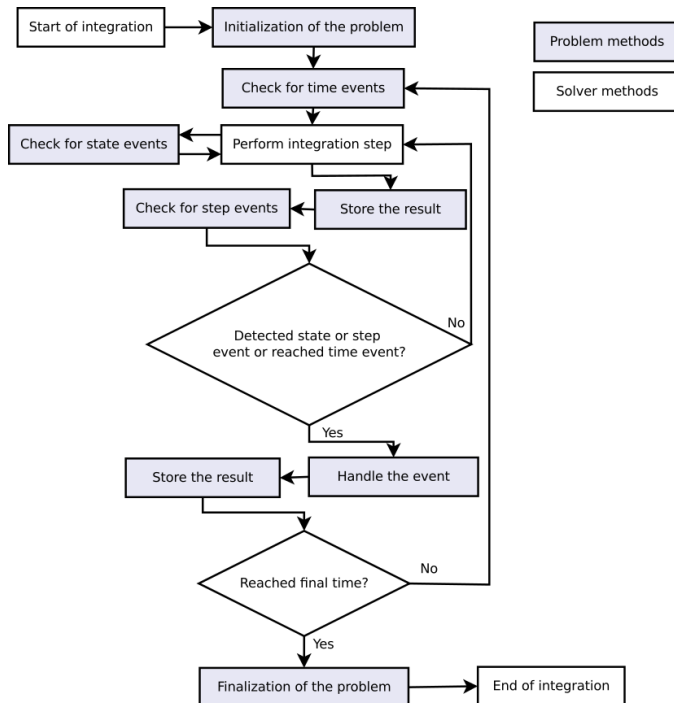 Start of integration
Initialization of the problem
Problem methods
Check for time events
Solver methods
Check for state events
Perform integration step
Check for step events
Store the result
No
Detected state or step
event or reached time event?
Yes
Store the result
Handle the event
No
Reached final time?
Yes
Finalization of the problem
End of integration